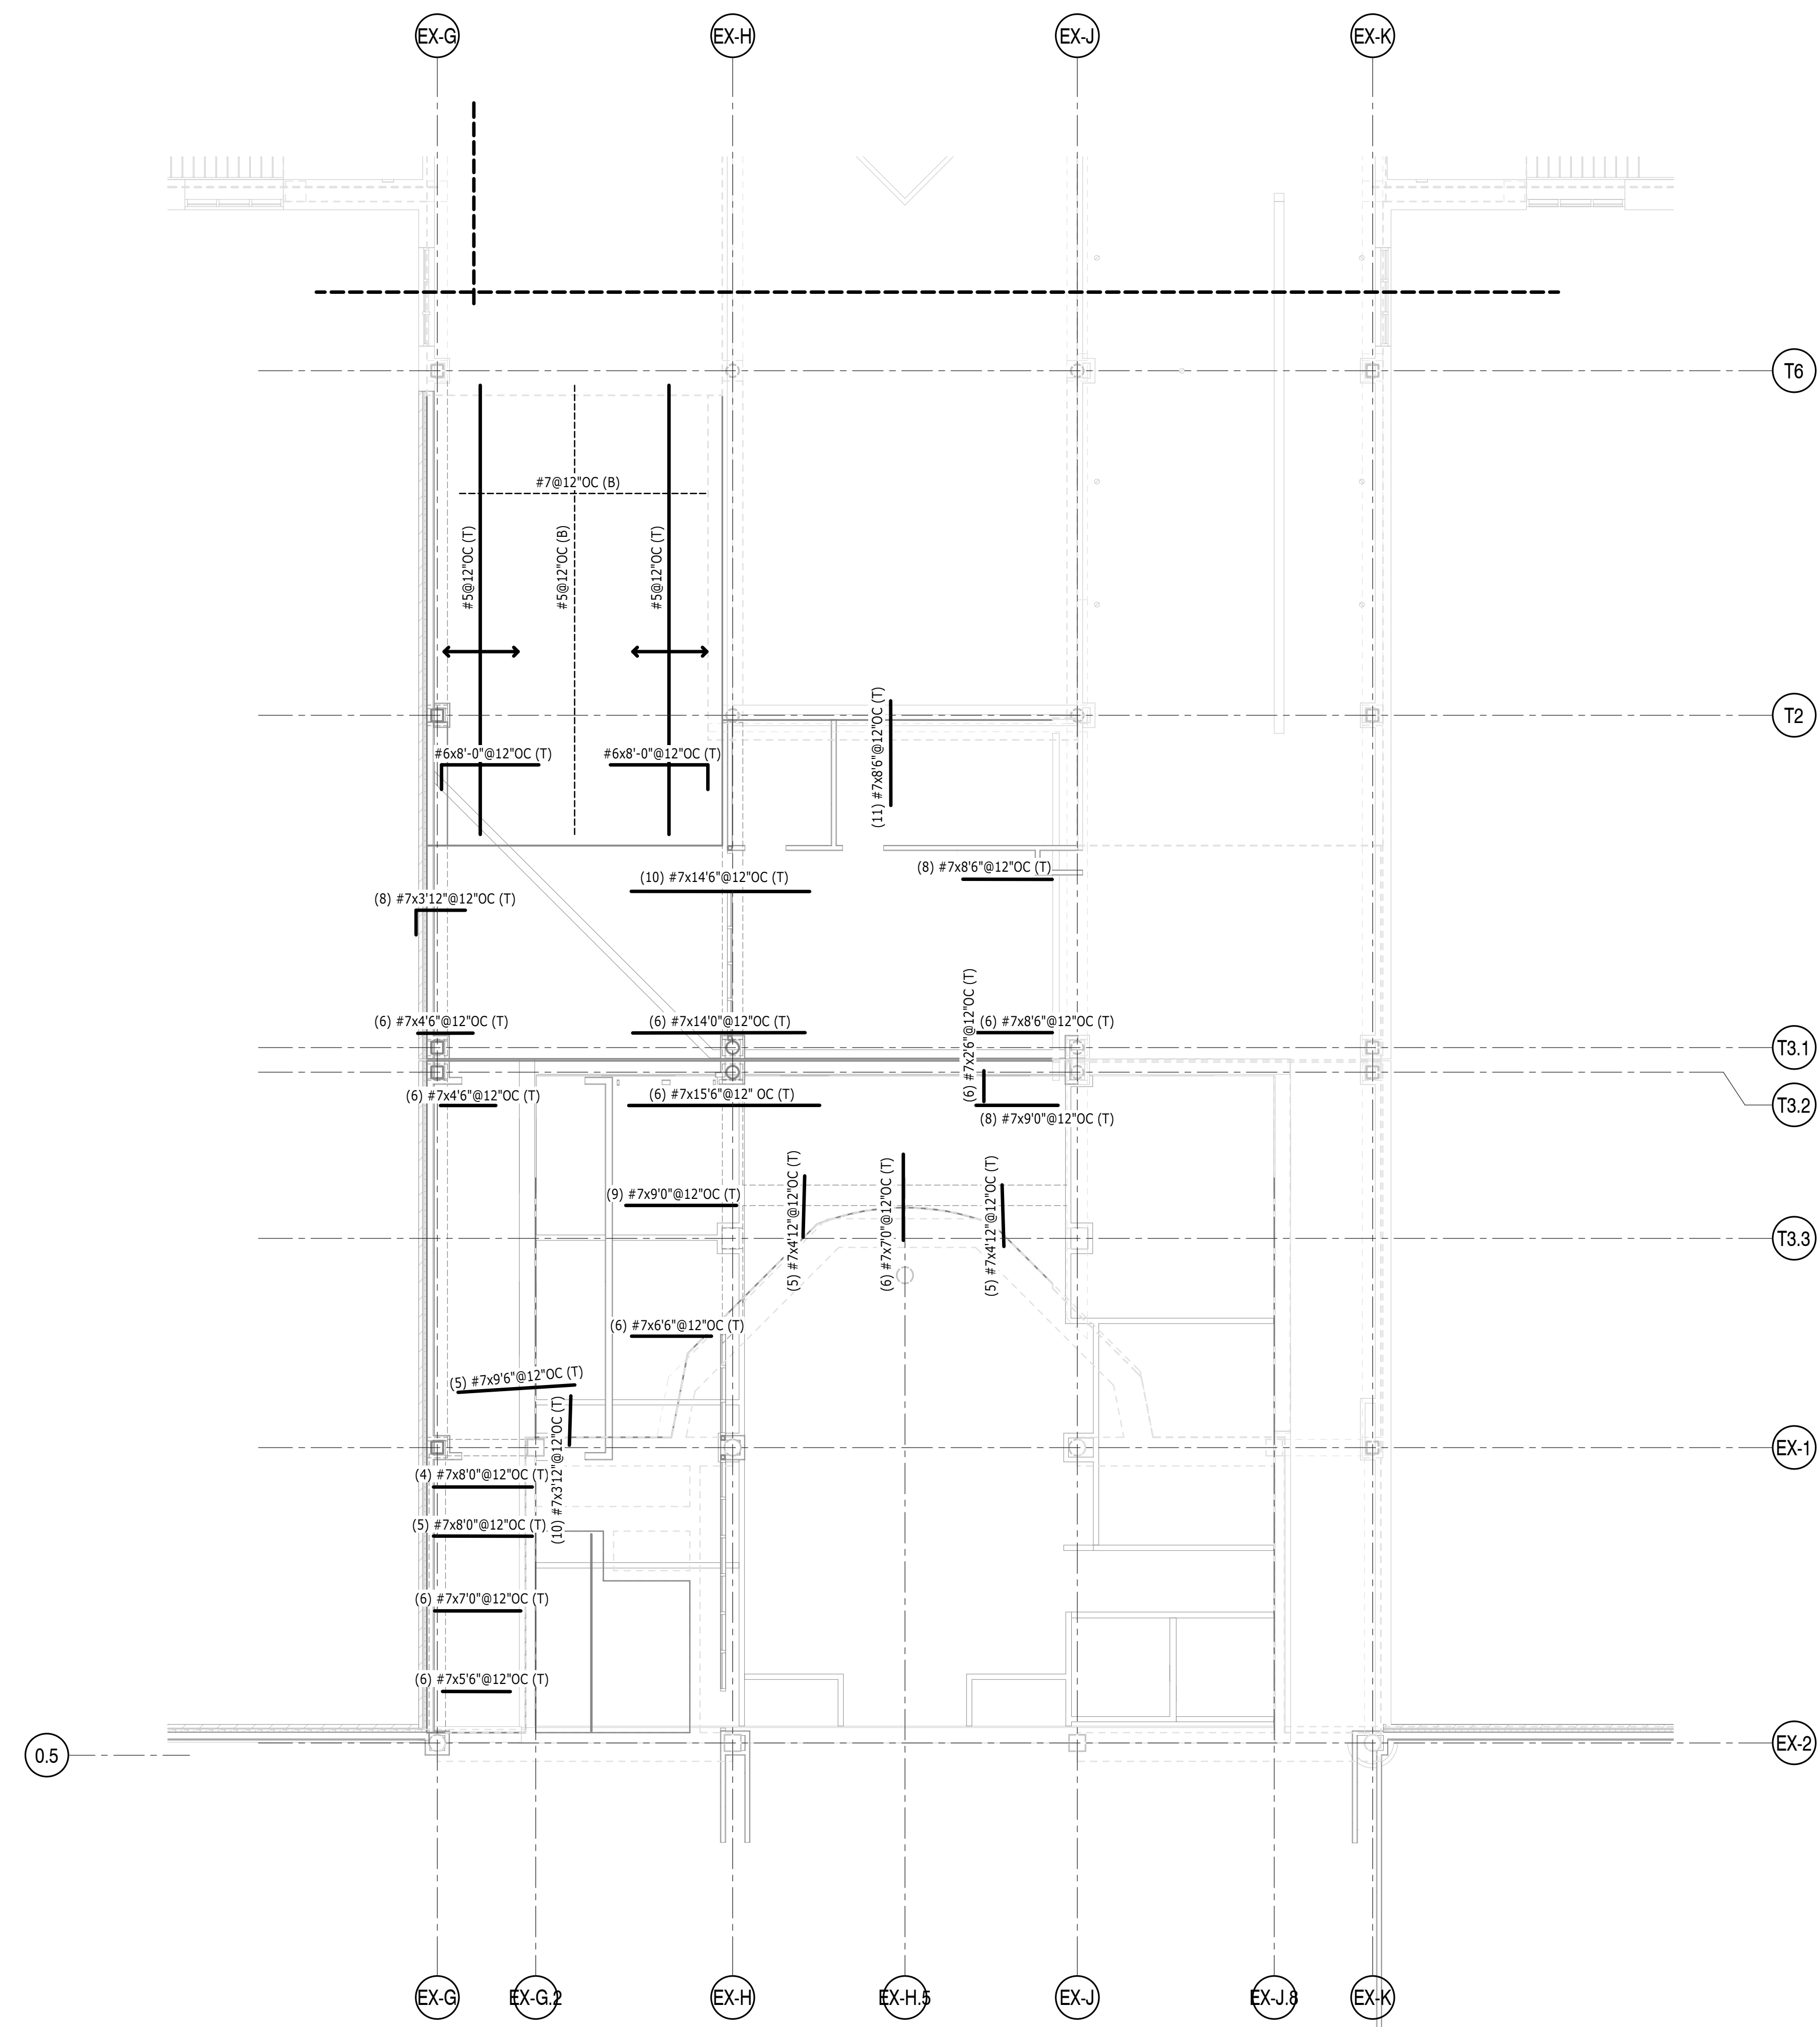 EX-G
EX-H
EX-J
EX-K
T6
#7@12"OC (B)
#5@12"OC (T)
#5@12"OC (B)
#5@12"OC (T)
T2
#6x8'-0"@12"OC (T)
#6x8'-0"@12"OC (T)
(11) #7x8'6"@12"OC (T)
(8) #7x8'6"@12"OC (T)
(10) #7x14'6"@12"OC (T)
(8) #7x3'12"@12"OC (T)
(6) #7x4'6"@12"OC (T)
(6) #7x14'0"@12"OC (T)
(6) #7x2'6"@12"OC (T)
(6) #7x8'6"@12"OC (T)
T3.1
(6) #7x4'6"@12"OC (T)
(6) #7x15'6"@12" OC (T)
(8) #7x9'0"@12"OC (T)
T3.2
(9) #7x9'0"@12"OC (T)
(5) #7x4'12"@12"OC (T)
(6) #7x7'0"@12"OC (T)
(5) #7x4'12"@12"OC (T)
T3.3
(6) #7x6'6"@12"OC (T)
(5) #7x9'6"@12"OC (T)
(10) #7x3'12"@12"OC (T)
EX-1
(4) #7x8'0"@12"OC (T)
(5) #7x8'0"@12"OC (T)
(6) #7x7'0"@12"OC (T)
(6) #7x5'6"@12"OC (T)
EX-2
0.5
EX-G
EX-G.2
EX-H
EX-H.5
EX-J
EX-J.8
EX-K